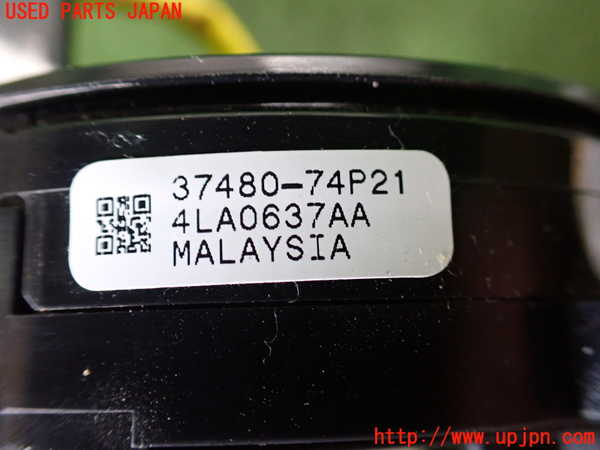 USED PARTS JAPAN
37480-74P21
4LA0637AA
MALAYSIA
http://www.upjpn.com/